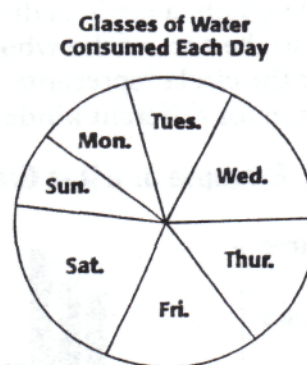 Glasses of Water
Consumed Each Day
Tues.
Mon.
Wed.
Sun.
Thur.
Sat.
Fri.